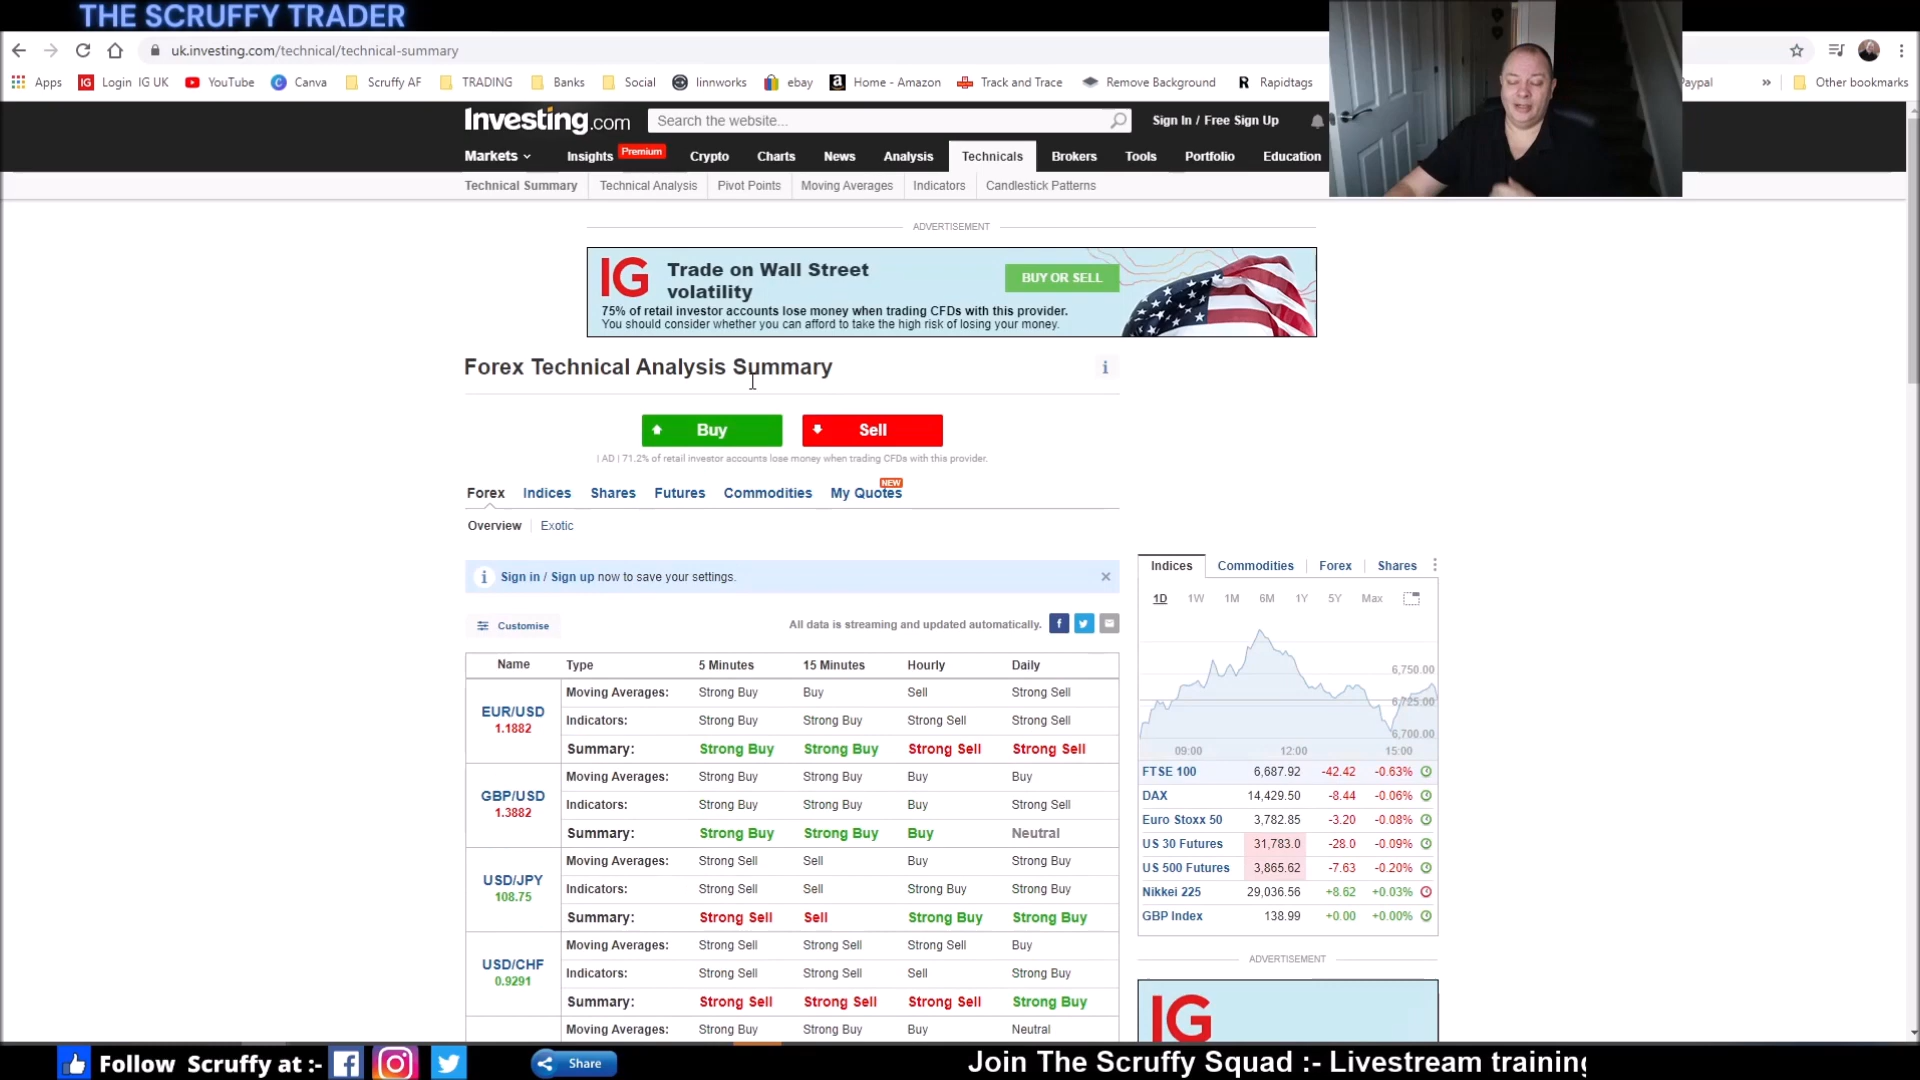 THE SCRUFFY TRADER
uk.investing.com/technical/technical-summary
Apps
IG
Login IG UK
YouTube
Canva
Scruffy AF
TRADING
Banks
Social
linnworks
ebay
Home - Amazon
Track and Trace
Remove Background
R
Rapidtags
Paypal
»
Other bookmarks
Investing.com
Search the website...
Sign In / Free Sign Up
Markets
Insights
Premium
Crypto
Charts
News
Analysis
Technicals
Brokers
Tools
Portfolio
Education
Technical Summary
Technical Analysis
Pivot Points
Moving Averages
Indicators
Candlestick Patterns
ADVERTISEMENT
IG
Trade on Wall Street
volatility
BUY OR SELL
75% of retail investor accounts lose money when trading CFDs with this provider.
You should consider whether you can afford to take the high risk of losing your money.
Forex Technical Analysis Summary
i
Buy
Sell
| AD | 71.2% of retail investor accounts lose money when trading CFDs with this provider.
Forex Indices Shares Futures Commodities My Quotes NEW
Overview Exotic
i Sign in / Sign up now to save your settings.
Customise
All data is streaming and updated automatically.
Name Type 5 Minutes 15 Minutes Hourly Daily
EUR/USD
1.1882
Moving Averages: Strong Buy Buy Sell Strong Sell
Indicators: Strong Buy Strong Buy Strong Sell Strong Sell
Summary: Strong Buy Strong Buy Strong Sell Strong Sell
GBP/USD
1.3882
Moving Averages: Strong Buy Strong Buy Buy Buy
Indicators: Strong Buy Strong Buy Buy Strong Sell
Summary: Strong Buy Strong Buy Buy Neutral
USD/JPY
108.75
Moving Averages: Strong Sell Sell Buy Strong Buy
Indicators: Strong Sell Sell Strong Buy Strong Buy
Summary: Strong Sell Sell Strong Buy Strong Buy
USD/CHF
0.9291
Moving Averages: Strong Sell Strong Sell Strong Sell Buy
Indicators: Strong Sell Strong Sell Sell Strong Buy
Summary: Strong Sell Strong Sell Strong Sell Strong Buy
Moving Averages: Strong Buy Strong Buy Buy Neutral
Indices Commodities Forex Shares
1D 1W 1M 6M 1Y 5Y Max
6,750.00
6,725.00
6,700.00
09:00 12:00 15:00
FTSE 100 6,687.92 -42.42 -0.63%
DAX 14,429.50 -8.44 -0.06%
Euro Stoxx 50 3,782.85 -3.20 -0.08%
US 30 Futures 31,783.0 -28.0 -0.09%
US 500 Futures 3,865.62 -7.63 -0.20%
Nikkei 225 29,036.56 +8.62 +0.03%
GBP Index 138.99 +0.00 +0.00%
ADVERTISEMENT
IG
Follow Scruffy at :-
Share
Join The Scruffy Squad :- Livestream training